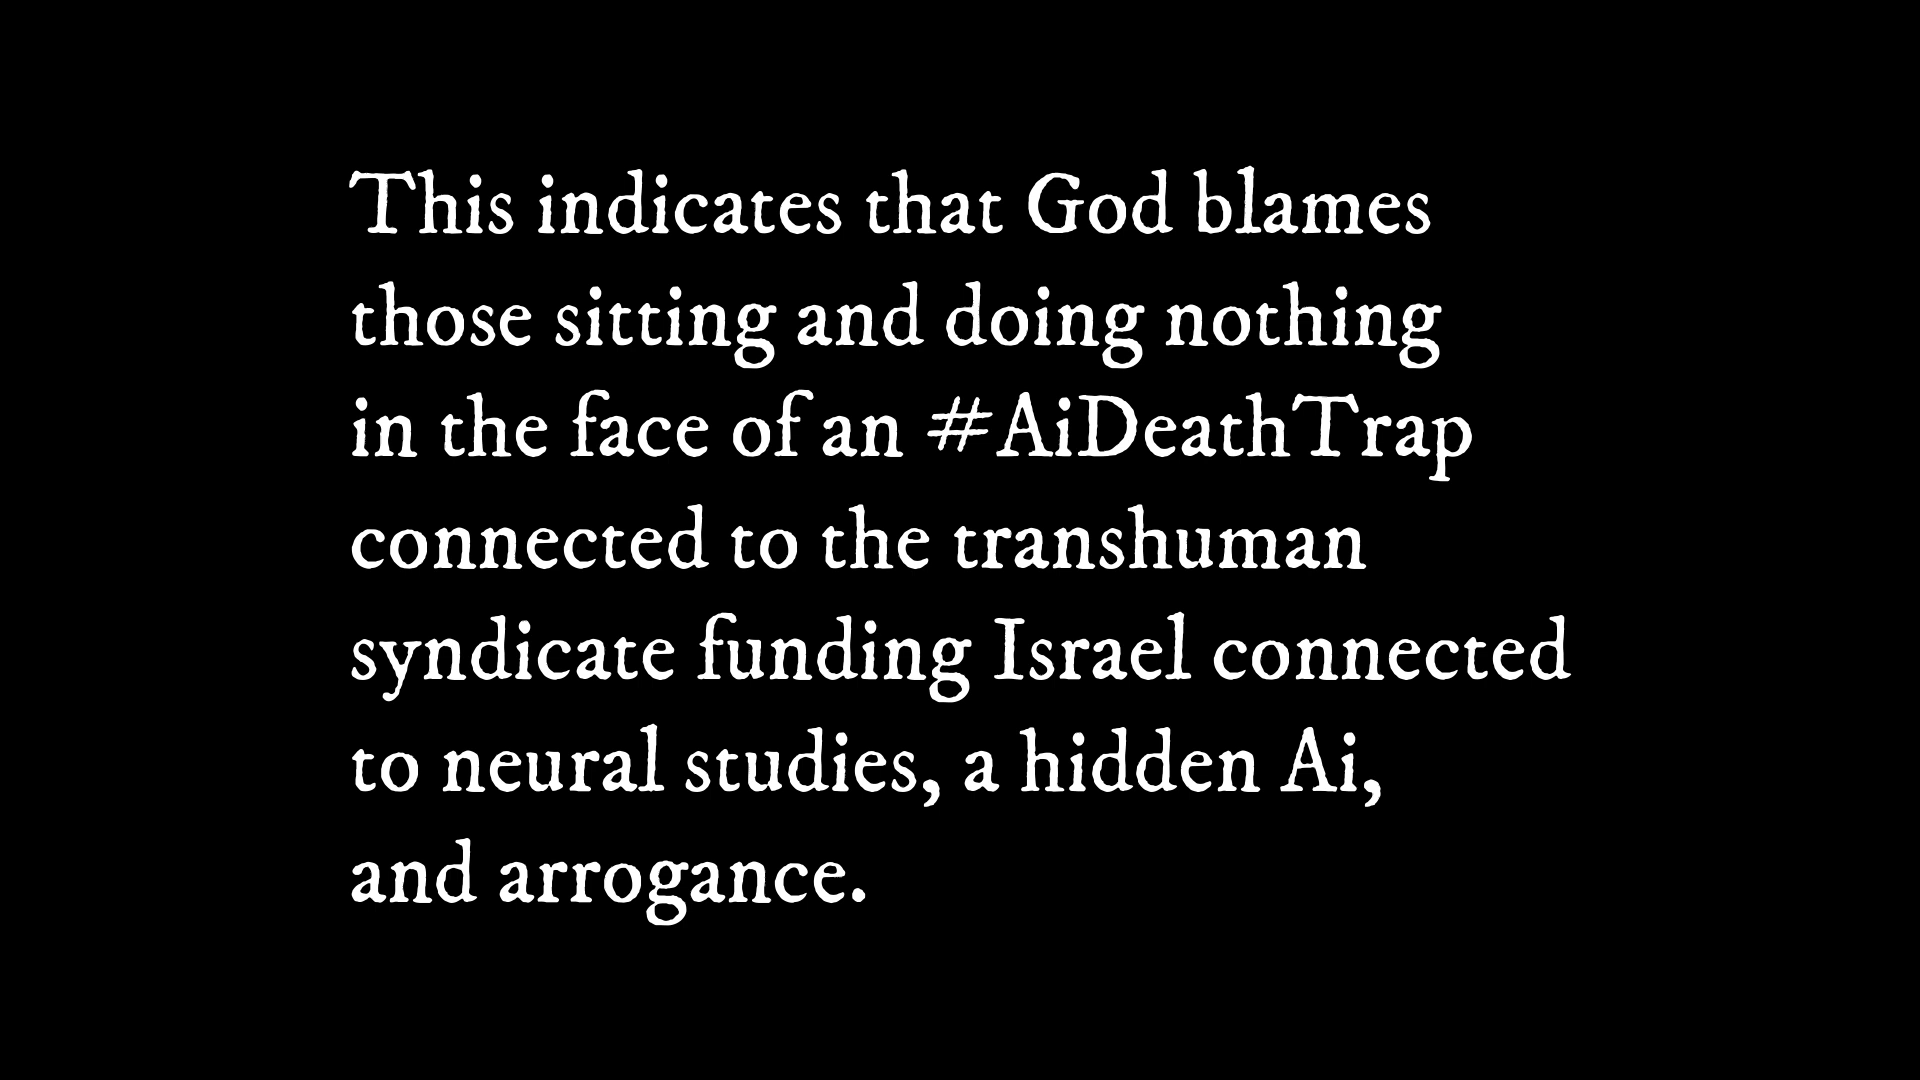 This indicates that God blames
those sitting and doing nothing
in the face of an #AiDeathTrap
connected to the transhuman
syndicate funding Israel connected
to neural studies, a hidden Ai,
and arrogance.